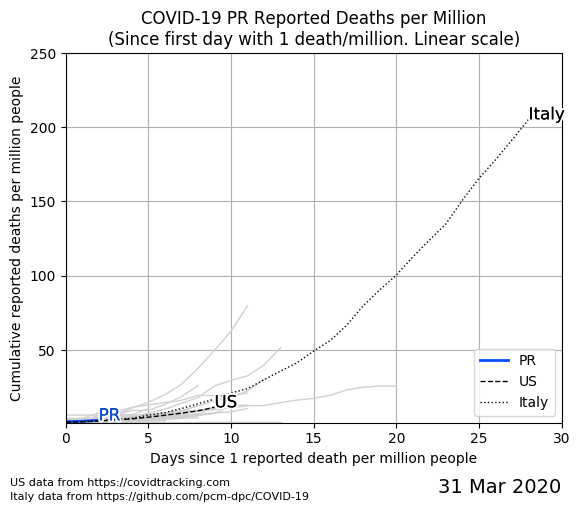 COVID-19 PR Reported Deaths per Million
(Since first day with 1 death/million. Linear scale)
Cumulative reported deaths per million people
250
200
150
100
50
Italy
US
PR
PR
US
Italy
0 5 10 15 20 25 30
Days since 1 reported death per million people
US data from https://covidtracking.com
Italy data from https://github.com/pcm-dpc/COVID-19
31 Mar 2020